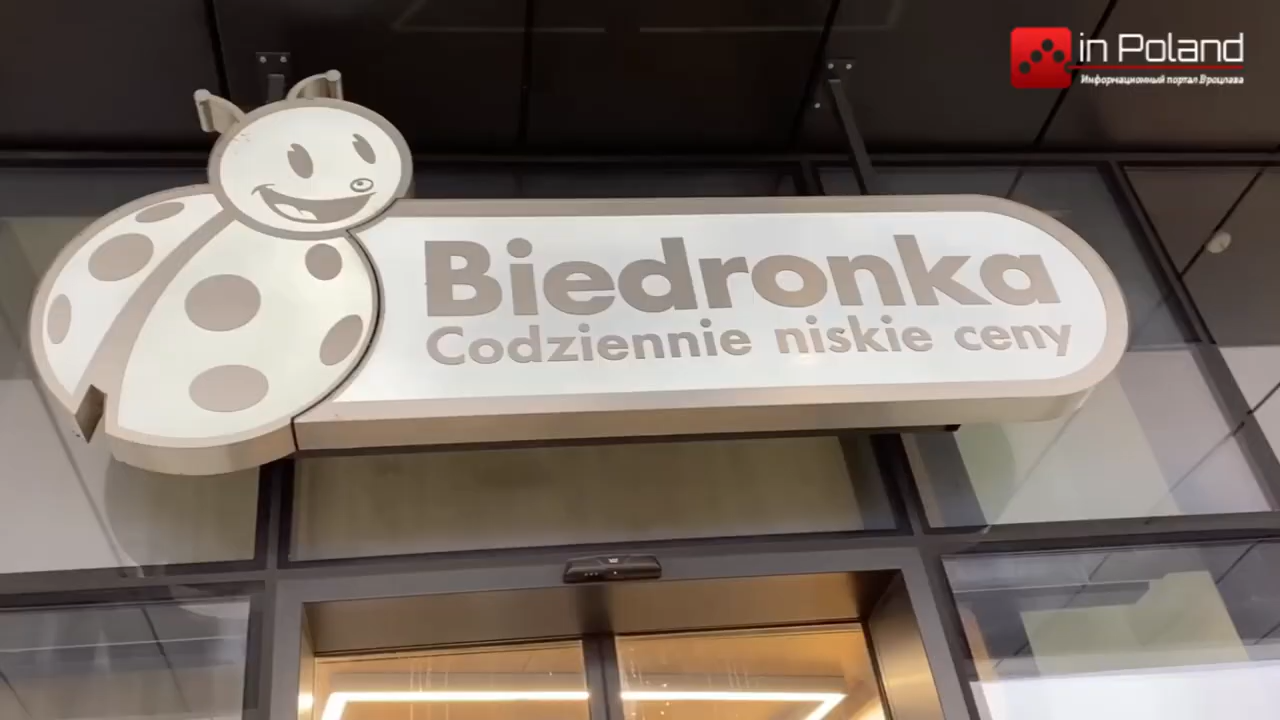 in Poland
Информационный портал Вроцлава
Biedronka
Codziennie niskie ceny